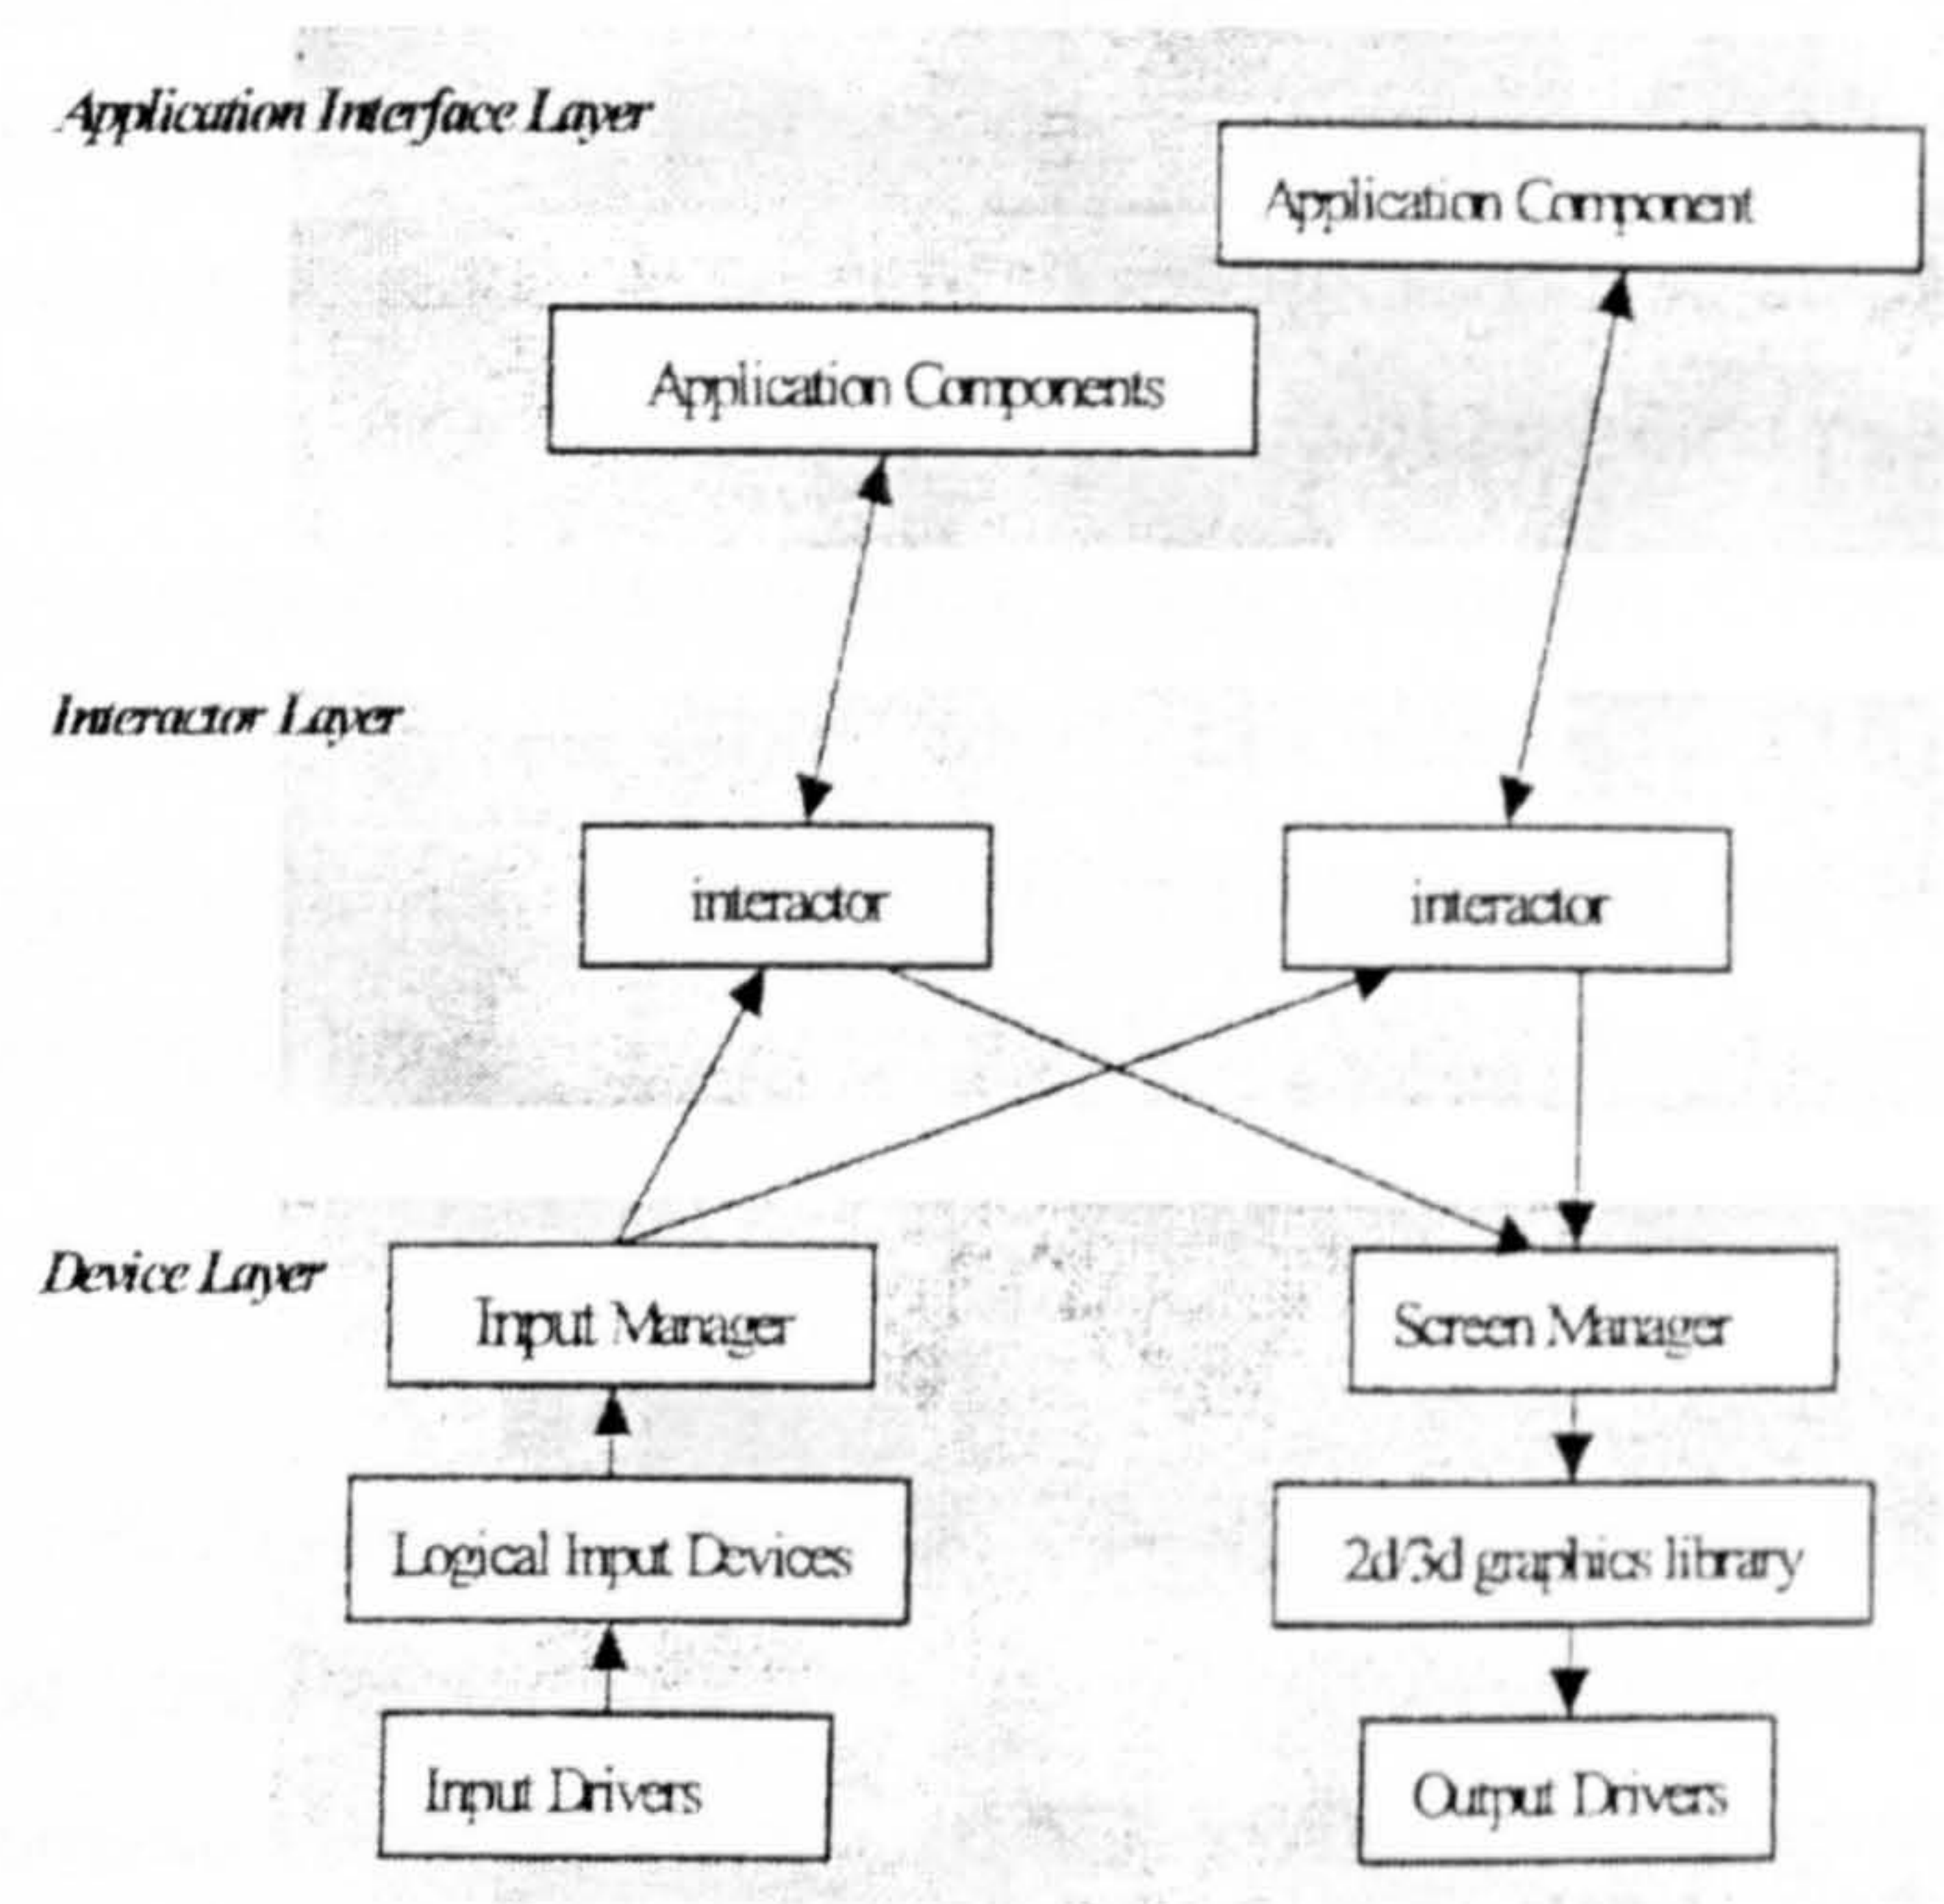 Application Interface Layer
Application Component
Application Components
Interactor Layer
interactor
interactor
Device Layer
Input Manager
Screen Manager
Logical Input Devices
2d/3d graphics library
Input Drivers
Output Drivers